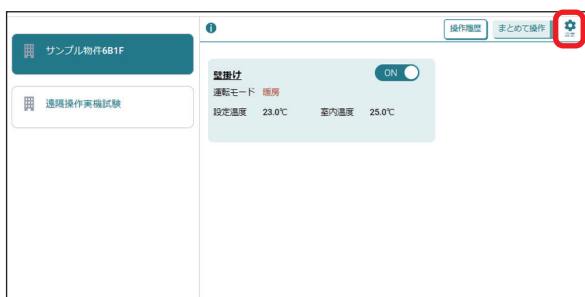 操作履歴 まとめて操作 設定
サンプル物件6B1F
遠隔操作実機試験
壁掛け ON
運転モード 暖房
設定温度 23.0℃ 室内温度 25.0℃